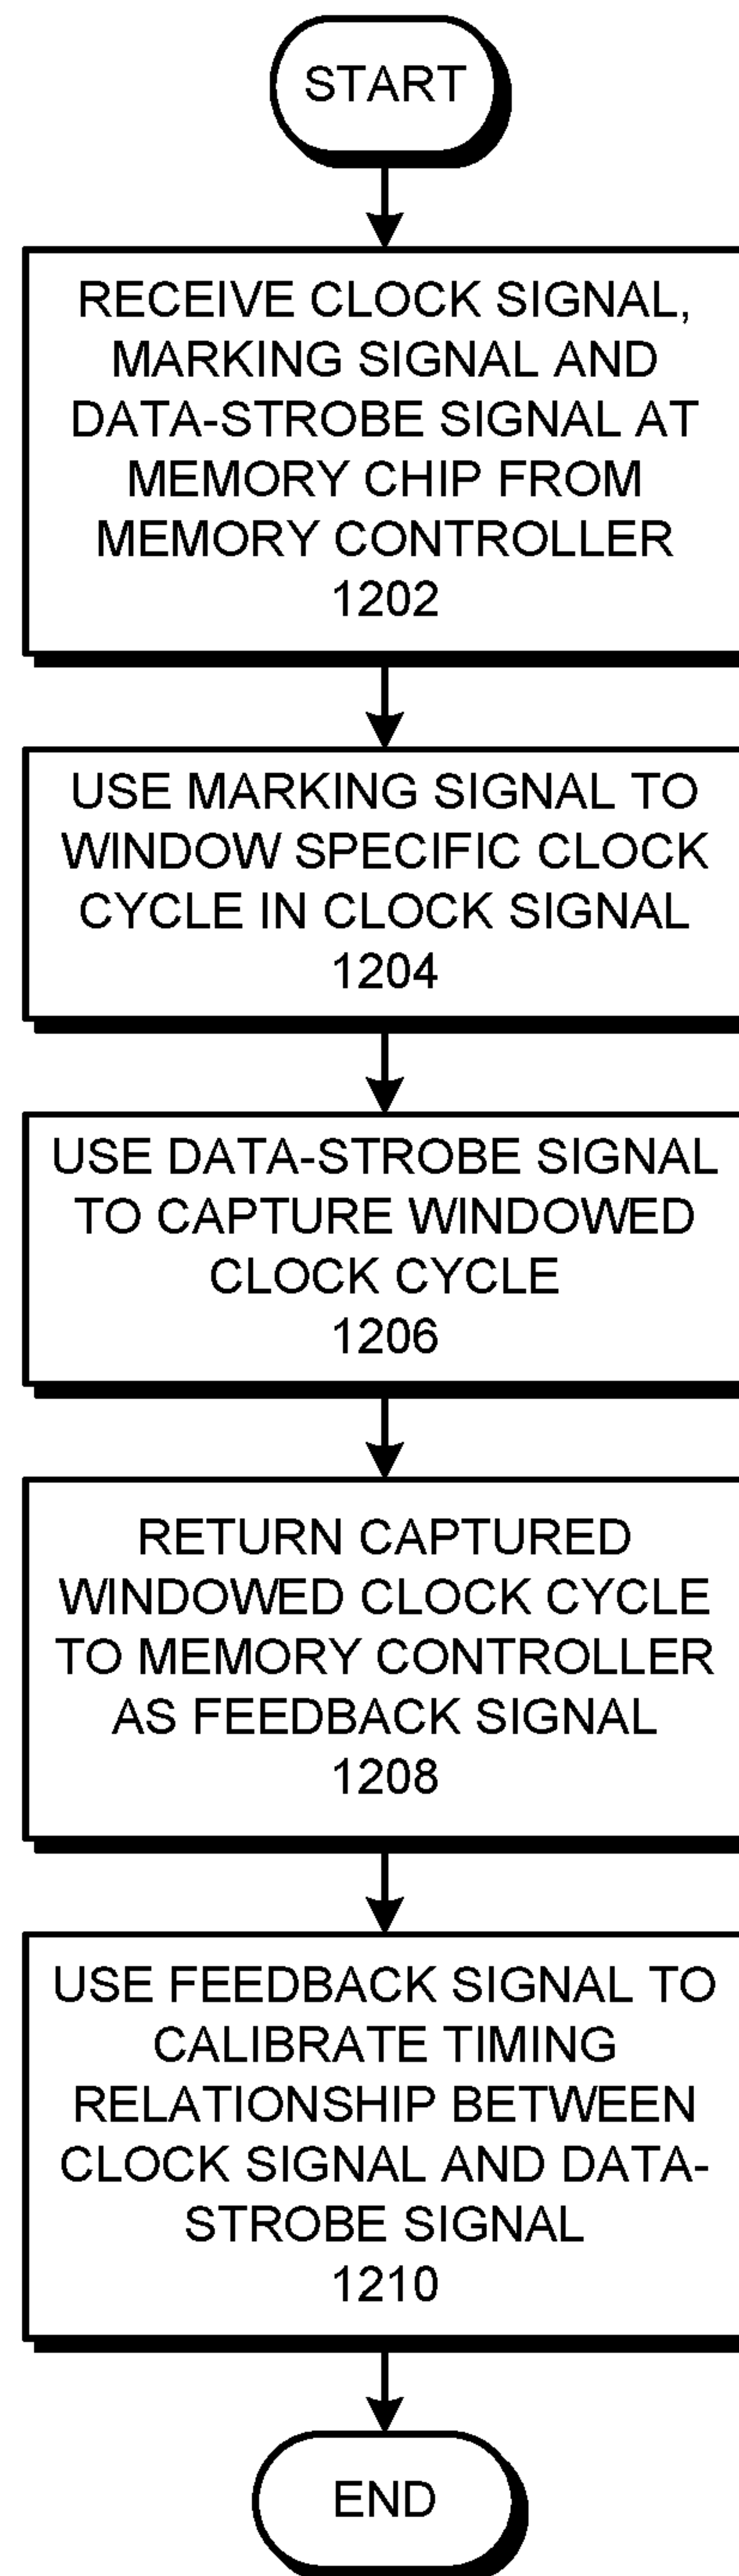 START
RECEIVE CLOCK SIGNAL,
MARKING SIGNAL AND
DATA-STROBE SIGNAL AT
MEMORY CHIP FROM
MEMORY CONTROLLER
1202
USE MARKING SIGNAL TO
WINDOW SPECIFIC CLOCK
CYCLE IN CLOCK SIGNAL
1204
USE DATA-STROBE SIGNAL
TO CAPTURE WINDOWED
CLOCK CYCLE
1206
RETURN CAPTURED
WINDOWED CLOCK CYCLE
TO MEMORY CONTROLLER
AS FEEDBACK SIGNAL
1208
USE FEEDBACK SIGNAL TO
CALIBRATE TIMING
RELATIONSHIP BETWEEN
CLOCK SIGNAL AND DATA-
STROBE SIGNAL
1210
END